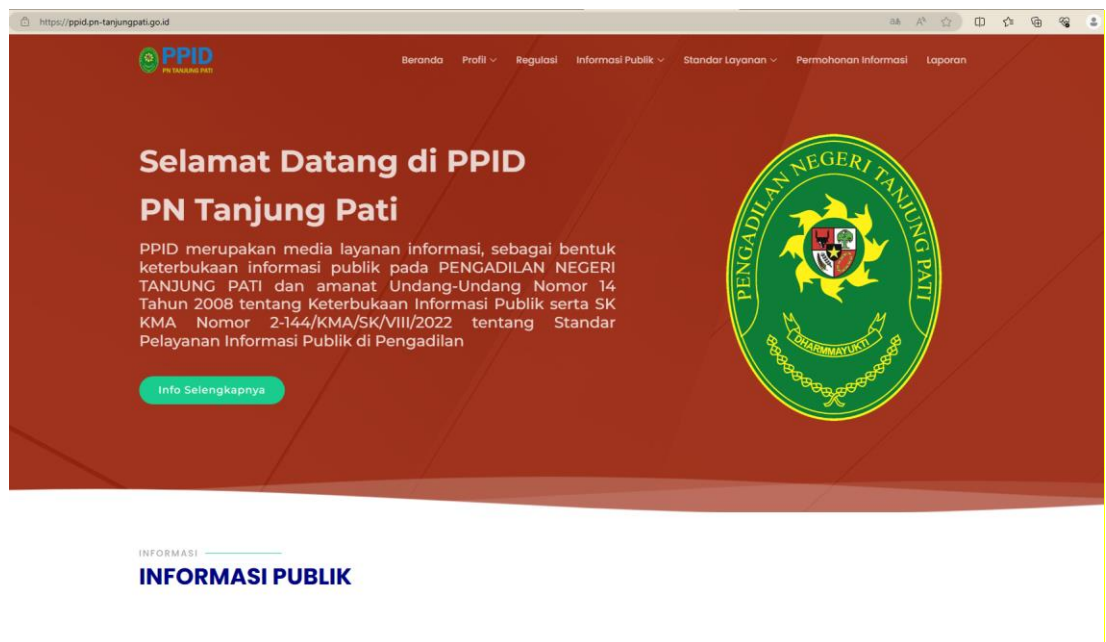 https://ppid.pn-tanjungpati.go.id
PPID
PN TANJUNG PATI
Beranda Profil Regulasi Informasi Publik Standar Layanan Permohonan Informasi Laporan
Selamat Datang di PPID
PN Tanjung Pati
PPID merupakan media layanan informasi, sebagai bentuk
keterbukaan informasi publik pada PENGADILAN NEGERI
TANJUNG PATI dan amanat Undang-Undang Nomor 14
Tahun 2008 tentang Keterbukaan Informasi Publik serta SK
KMA Nomor 2-144/KMA/SK/VIII/2022 tentang Standar
Pelayanan Informasi Publik di Pengadilan
Info Selengkapnya
PENGADILAN NEGERI TANJUNG PATI
DHARMMAYUKTI
INFORMASI
INFORMASI PUBLIK